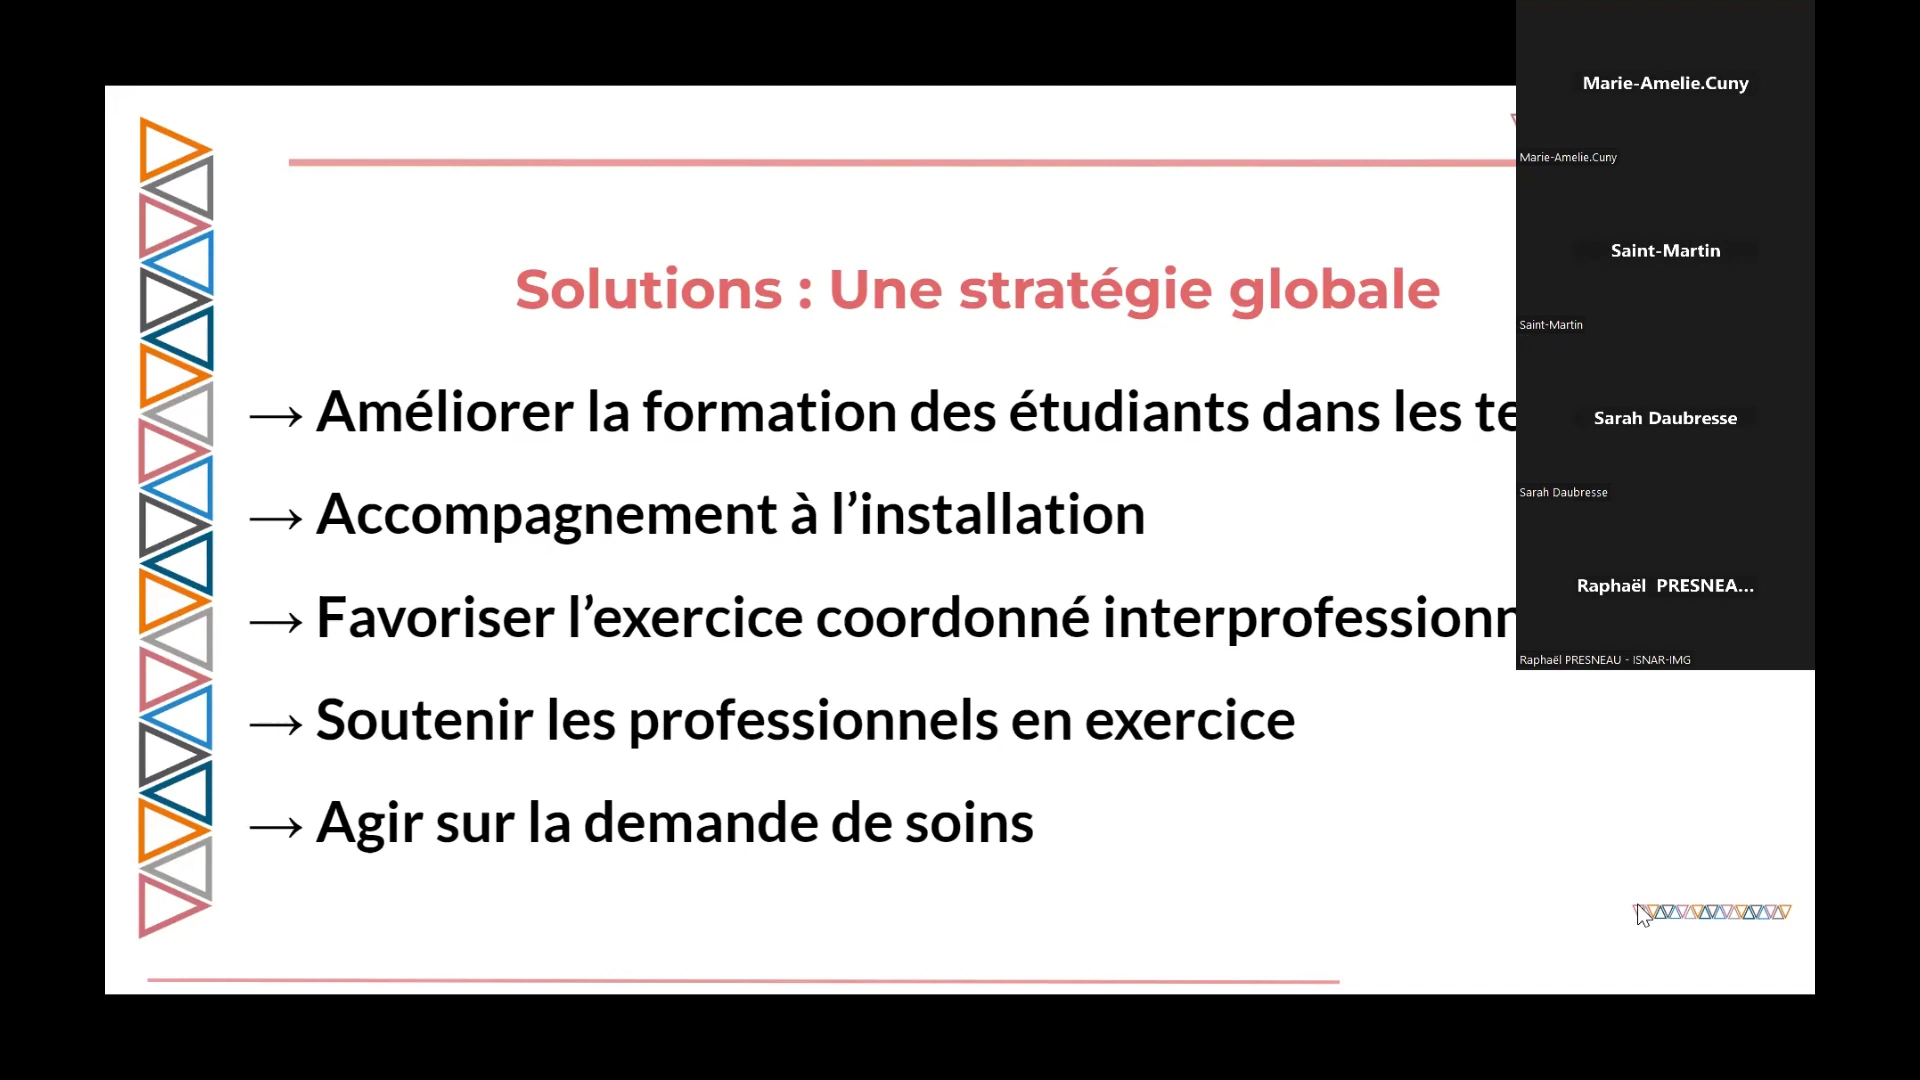 Solutions : Une stratégie globale
→ Améliorer la formation des étudiants dans les
→ Accompagnement à l’installation
→ Favoriser l’exercice coordonné
→ Soutenir les professionnels en exercice
→ Agir sur la demande de soins
Marie-Amelie.Cuny
Marie-Amelie.Cuny
Saint-Martin
Saint-Martin
Sarah Daubresse
Sarah Daubresse
Raphaël PRESNEA...
Raphaël PRESNEAU - ISNAR-IMG